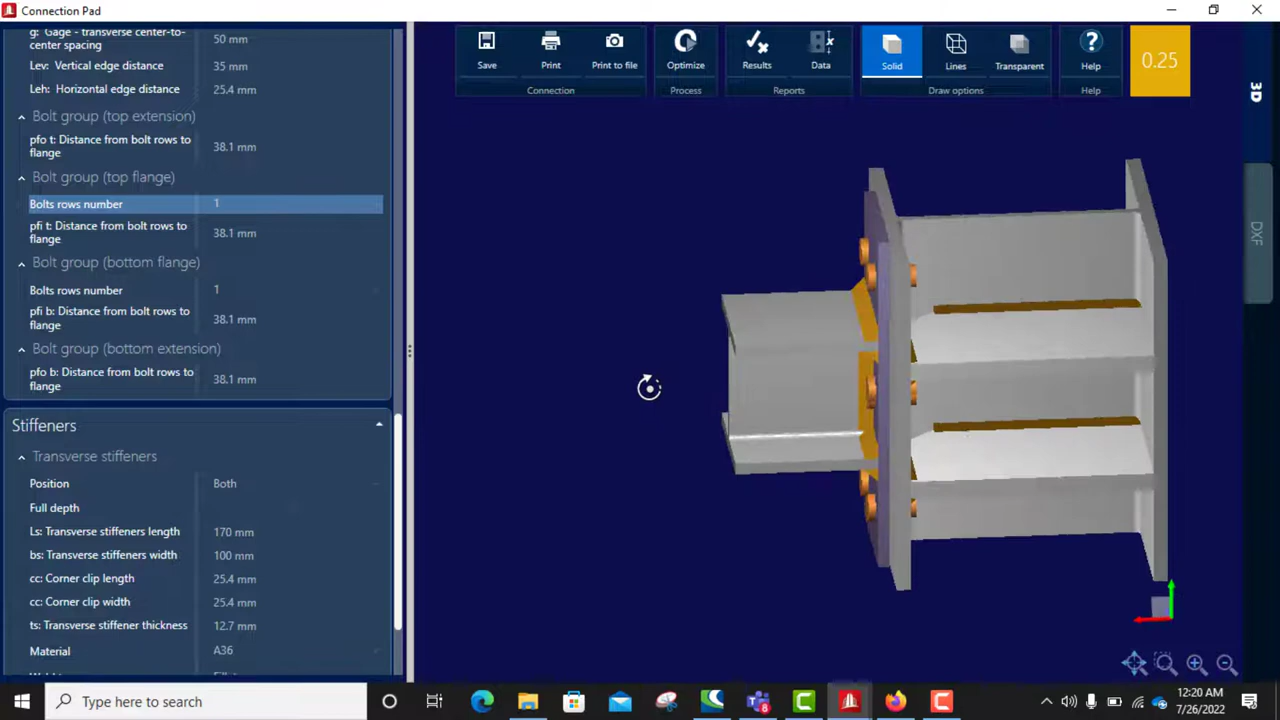 Connection Pad
g: Gage - transverse center-to-
center spacing
50 mm
Lev: Vertical edge distance
35 mm
Leh: Horizontal edge distance
25.4 mm
Bolt group (top extension)
pfo t: Distance from bolt rows to
flange
38.1 mm
Bolt group (top flange)
Bolts rows number
1
pfi t: Distance from bolt rows to
flange
38.1 mm
Bolt group (bottom flange)
Bolts rows number
1
pfi b: Distance from bolt rows to
flange
38.1 mm
Bolt group (bottom extension)
pfo b: Distance from bolt rows to
flange
38.1 mm
Stiffeners
Transverse stiffeners
Position
Both
Full depth
Ls: Transverse stiffeners length
170 mm
bs: Transverse stiffeners width
100 mm
cc: Corner clip length
25.4 mm
cc: Corner clip width
25.4 mm
ts: Transverse stiffener thickness
12.7 mm
Material
A36
Save
Print
Print to file
Connection
Optimize
Process
Results
Data
Reports
Solid
Lines
Transparent
Draw options
Help
Help
0.25
3D
DXF
Type here to search
8
12:20 AM
7/26/2022